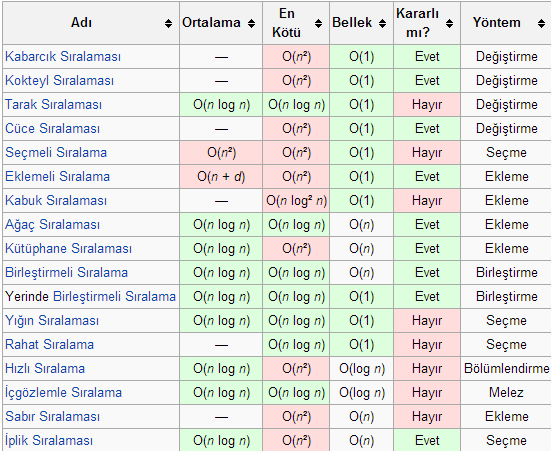 Adı Ortalama En Kötü Bellek Kararlı mı? Yöntem
Kabarcık Sıralaması — O(n²) O(1) Evet Değiştirme
Kokteyl Sıralaması — O(n²) O(1) Evet Değiştirme
Tarak Sıralaması O(n log n) O(n log n) O(1) Hayır Değiştirme
Cüce Sıralaması — O(n²) O(1) Evet Değiştirme
Seçmeli Sıralama O(n²) O(n²) O(1) Hayır Seçme
Eklemeli Sıralama O(n + d) O(n²) O(1) Evet Ekleme
Kabuk Sıralaması — O(n log² n) O(1) Hayır Ekleme
Ağaç Sıralaması O(n log n) O(n log n) O(n) Evet Ekleme
Kütüphane Sıralaması O(n log n) O(n²) O(n) Evet Ekleme
Birleştirmeli Sıralama O(n log n) O(n log n) O(n) Evet Birleştirme
Yerinde Birleştirmeli Sıralama O(n log n) O(n log n) O(1) Evet Birleştirme
Yığın Sıralaması O(n log n) O(n log n) O(1) Hayır Seçme
Rahat Sıralama — O(n log n) O(1) Hayır Seçme
Hızlı Sıralama O(n log n) O(n²) O(log n) Hayır Bölümlendirme
İçgözlemle Sıralama O(n log n) O(n log n) O(log n) Hayır Melez
Sabır Sıralaması — O(n²) O(n) Hayır Ekleme
İplik Sıralaması O(n log n) O(n²) O(n) Evet Seçme